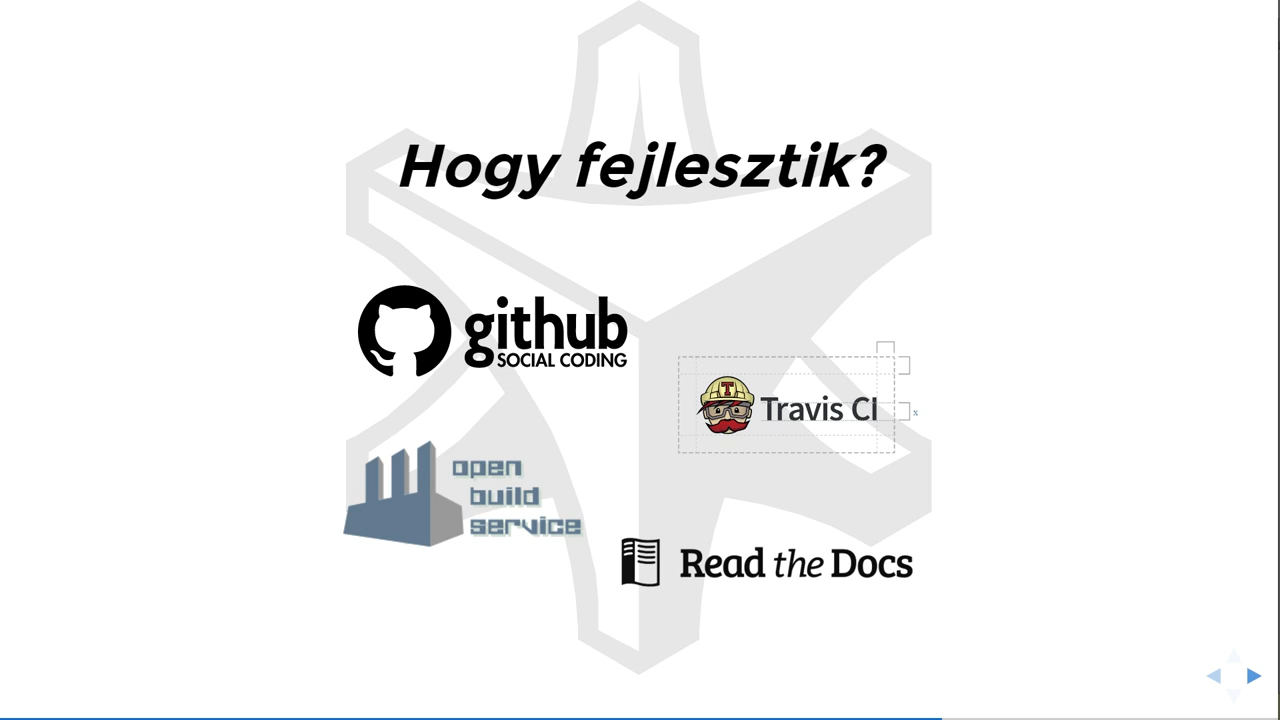 Hogy fejlesztik?
github
SOCIAL CODING
T
Travis CI
x
open
build
service
Read the Docs